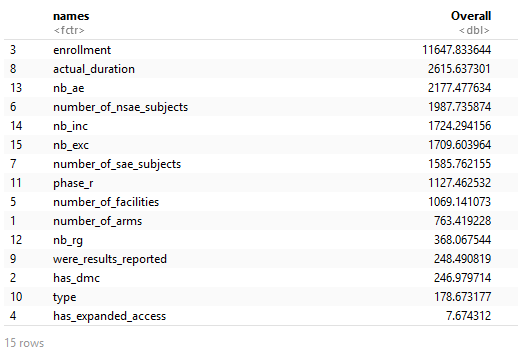 names Overall
<fctr> <dbl>
3 enrollment 11647.833644
8 actual_duration 2615.637301
13 nb_ae 2177.477634
6 number_of_nsae_subjects 1987.735874
14 nb_inc 1724.294156
15 nb_exc 1709.603964
7 number_of_sae_subjects 1585.762155
11 phase_r 1127.462532
5 number_of_facilities 1069.141073
1 number_of_arms 763.419228
12 nb_rg 368.067544
9 were_results_reported 248.490819
2 has_dmc 246.979714
10 type 178.673177
4 has_expanded_access 7.674312
15 rows